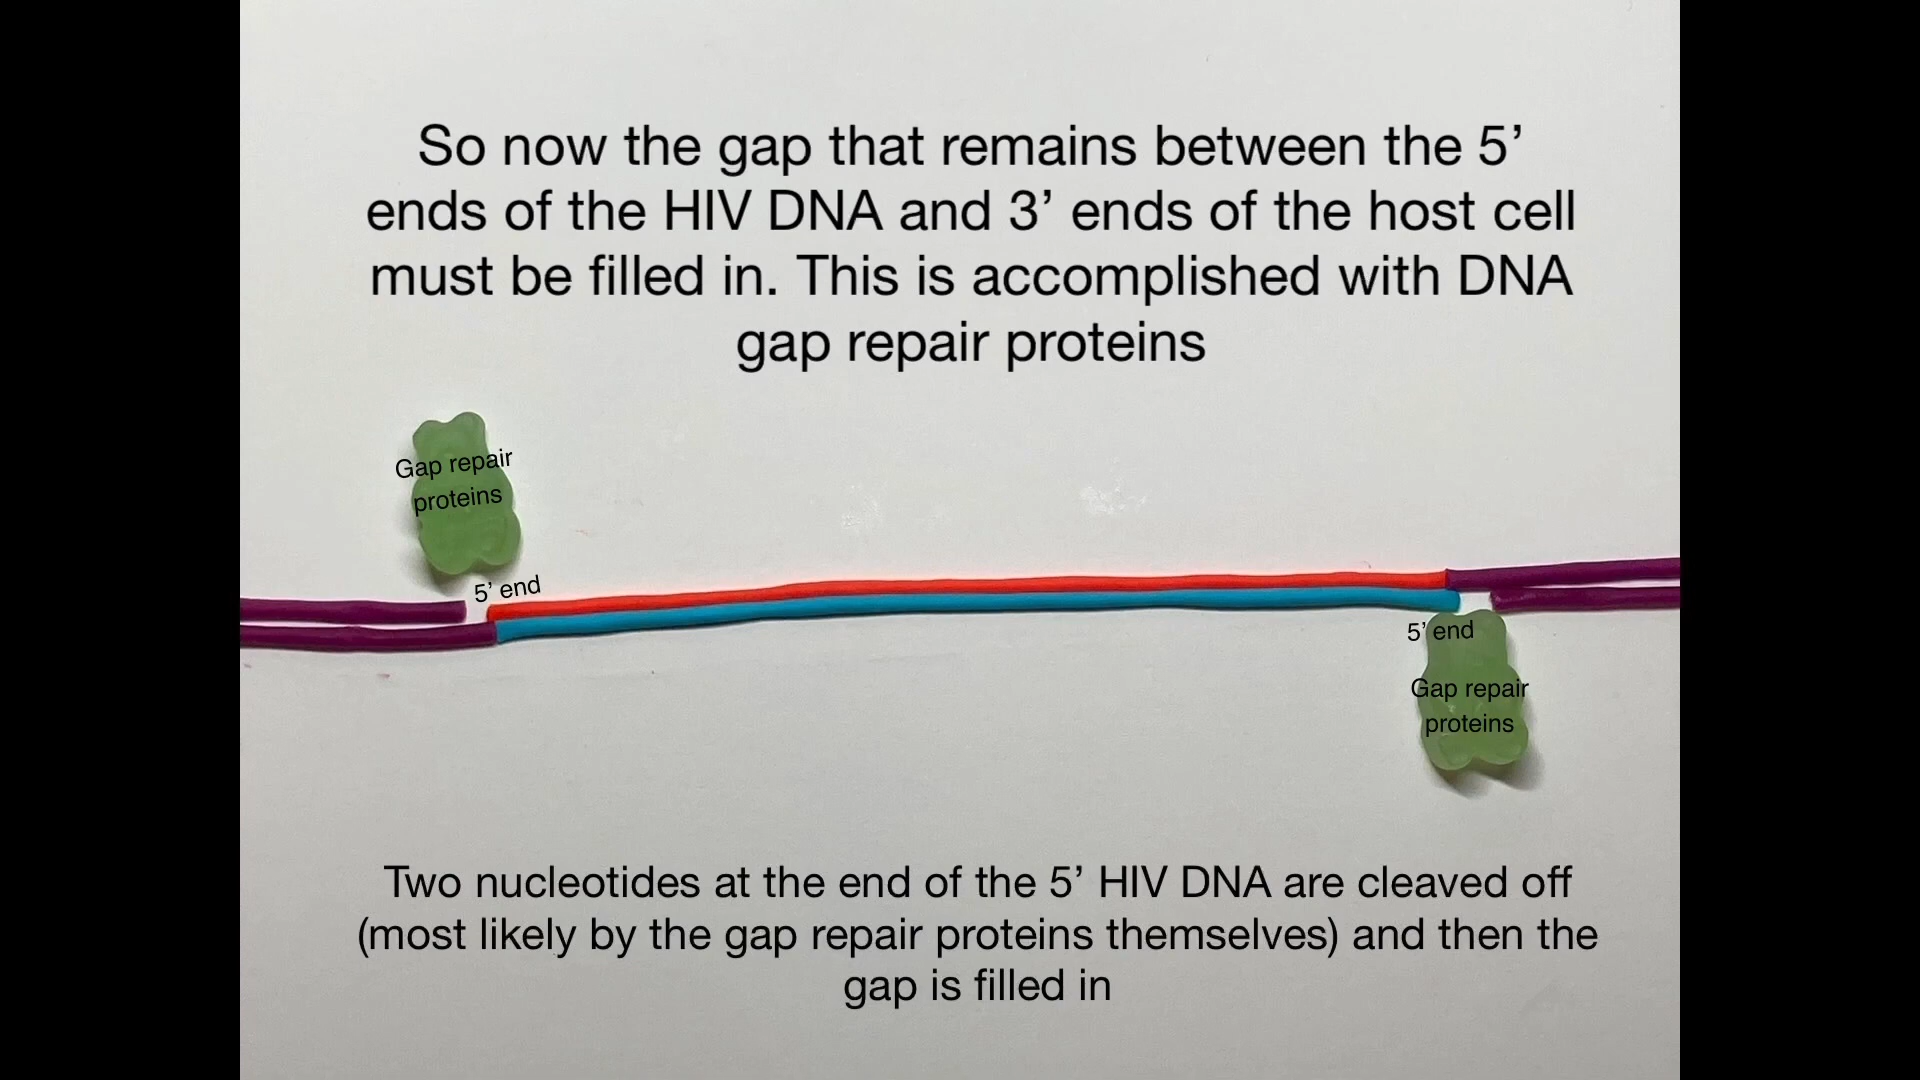 So now the gap that remains between the 5’
ends of the HIV DNA and 3’ ends of the host cell
must be filled in. This is accomplished with DNA
gap repair proteins
Gap repair
proteins
5’ end
5’ end
Gap repair
proteins
Two nucleotides at the end of the 5’ HIV DNA are cleaved off
(most likely by the gap repair proteins themselves) and then the
gap is filled in